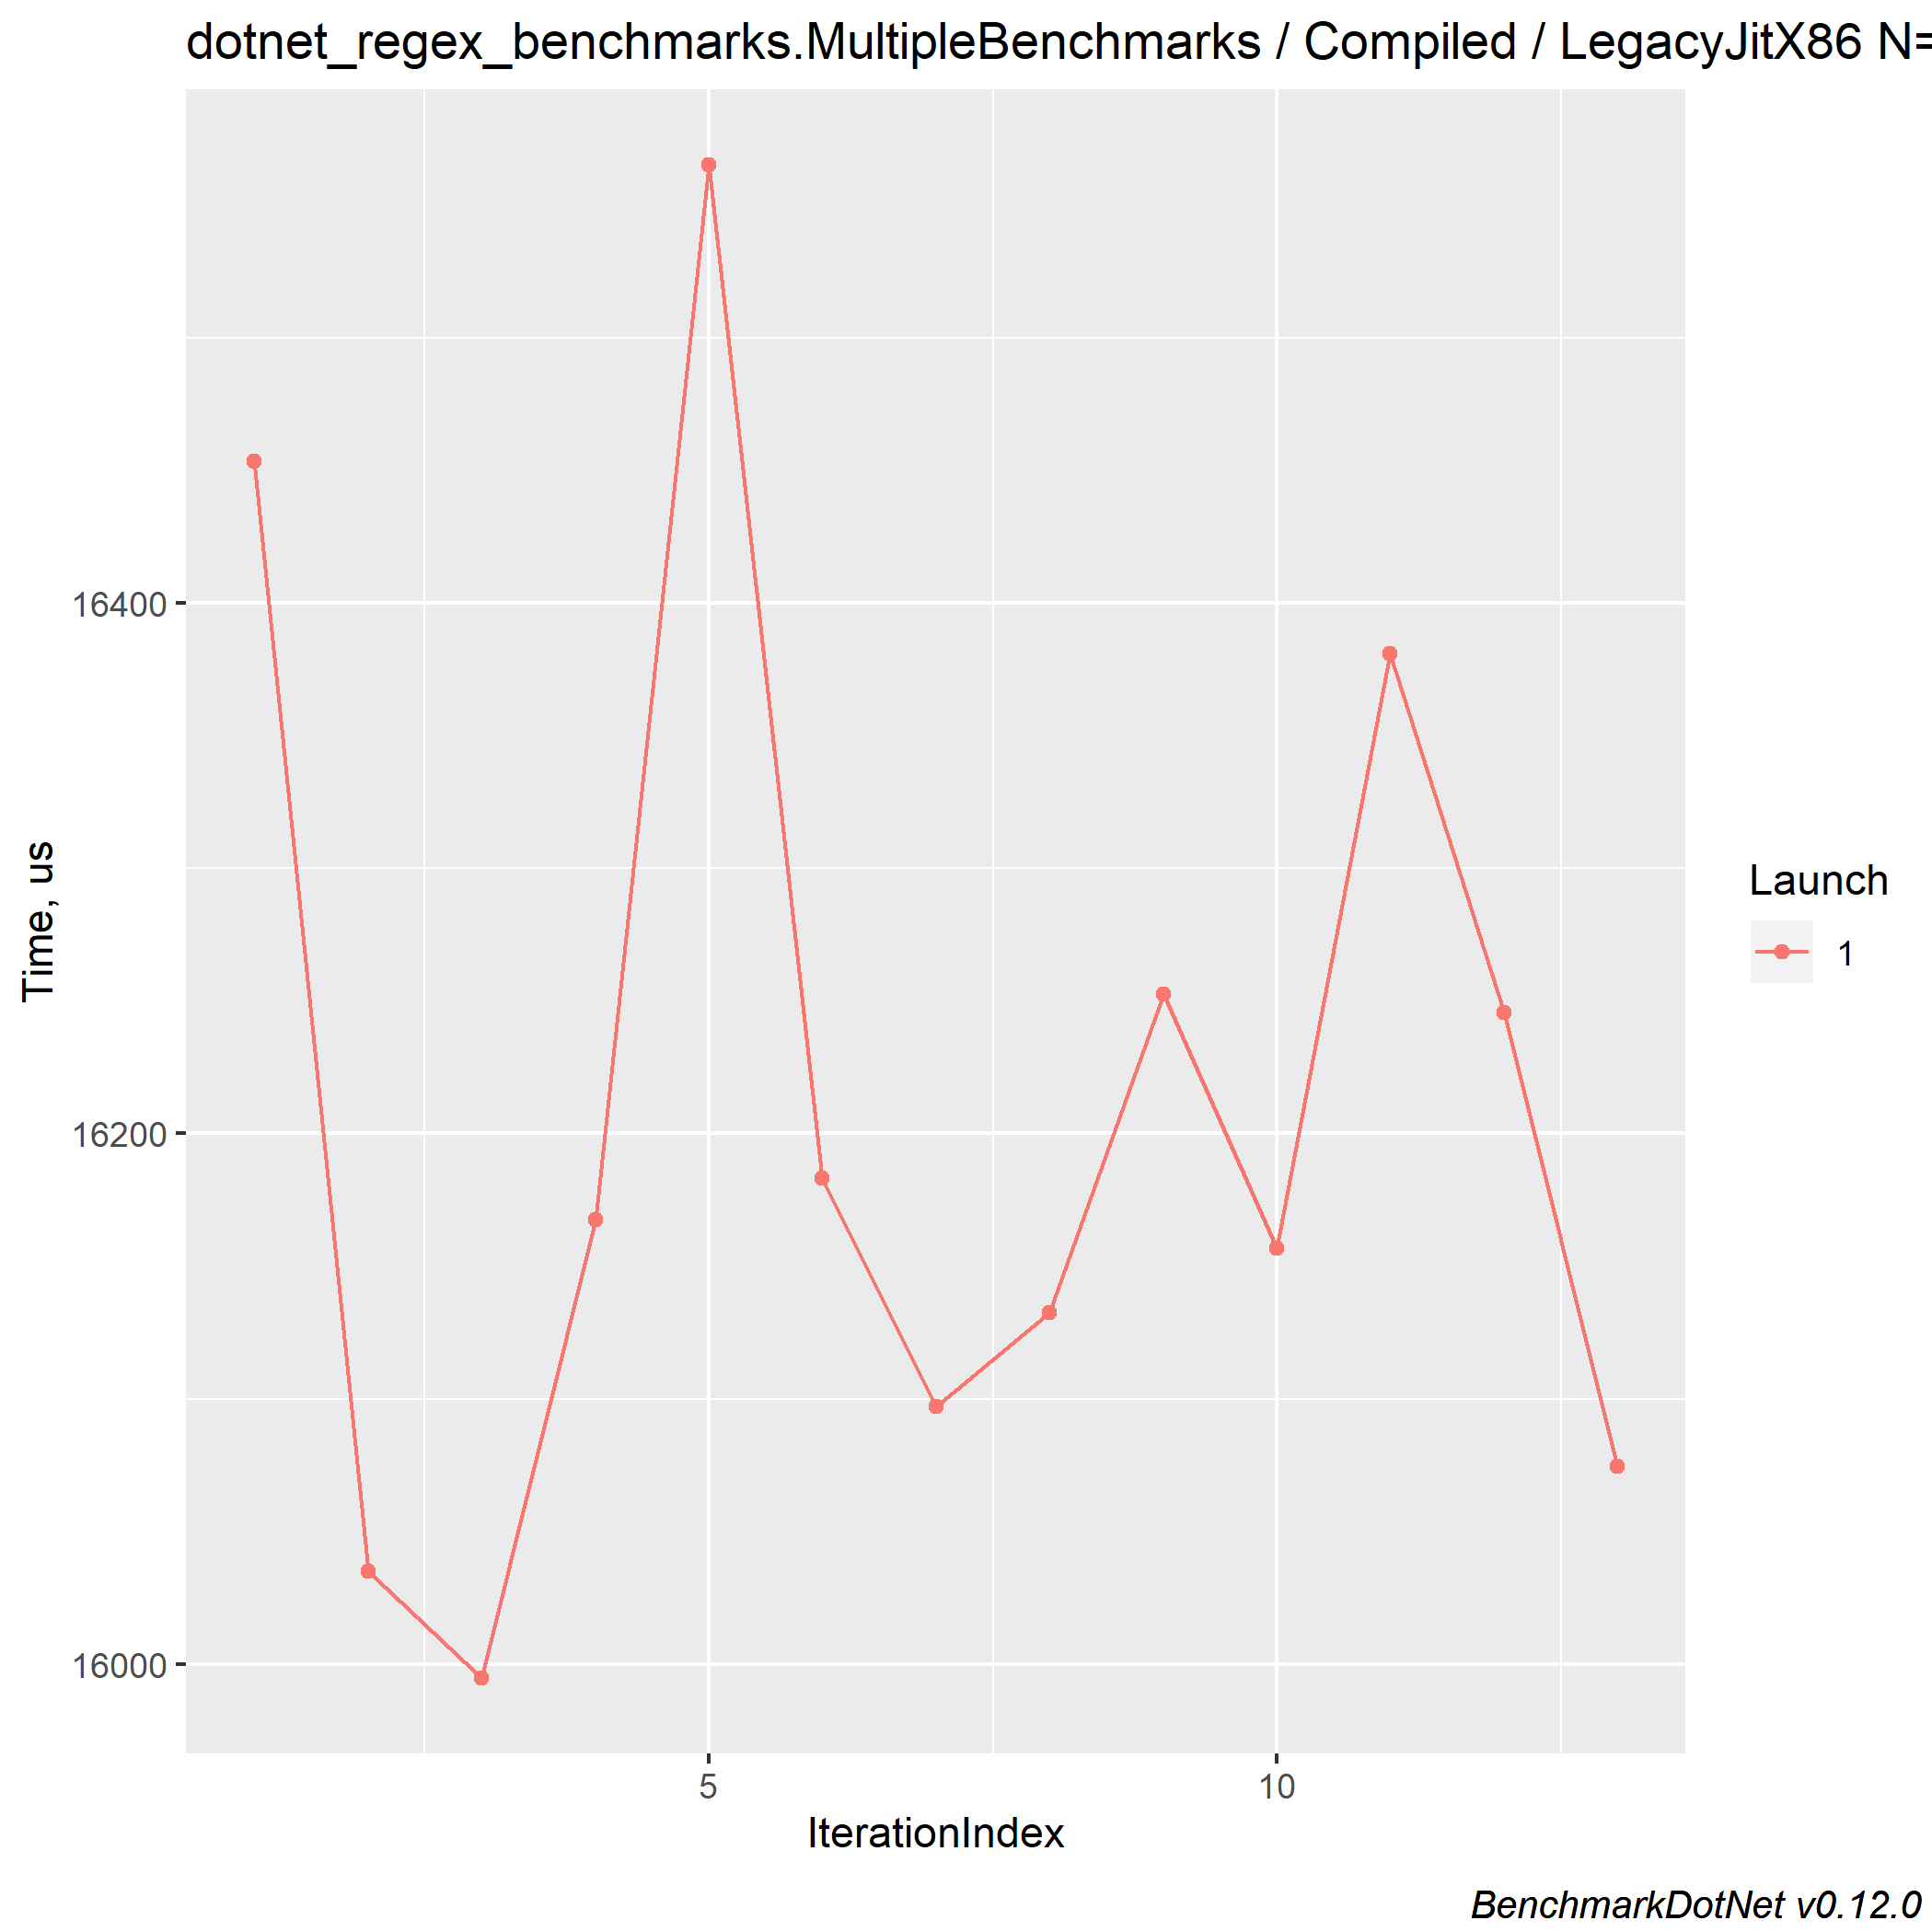 dotnet_regex_benchmarks.MultipleBenchmarks / Compiled / LegacyJitX86 N=
Time, us
16400
16200
16000
5
10
IterationIndex
Launch
1
BenchmarkDotNet v0.12.0